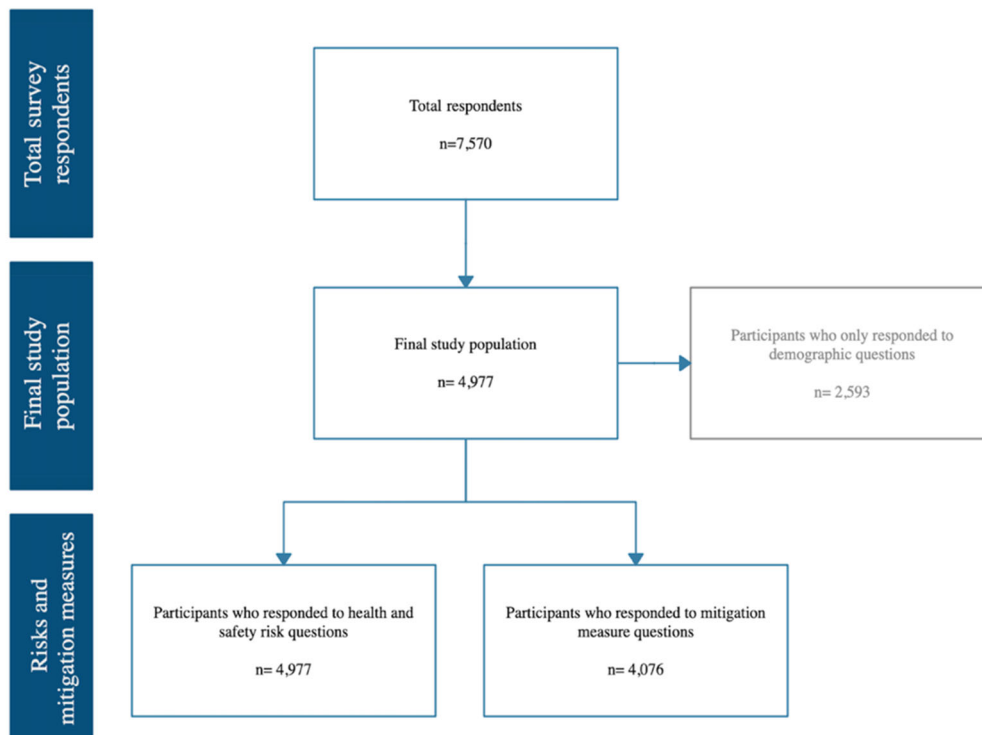 Total survey
respondents
Total respondents
n=7,570
Final study
population
Final study population
n= 4,977
Participants who only responded to
demographic questions
n= 2,593
Risks and
mitigation measures
Participants who responded to health and
safety risk questions
n= 4,977
Participants who responded to mitigation
measure questions
n= 4,076